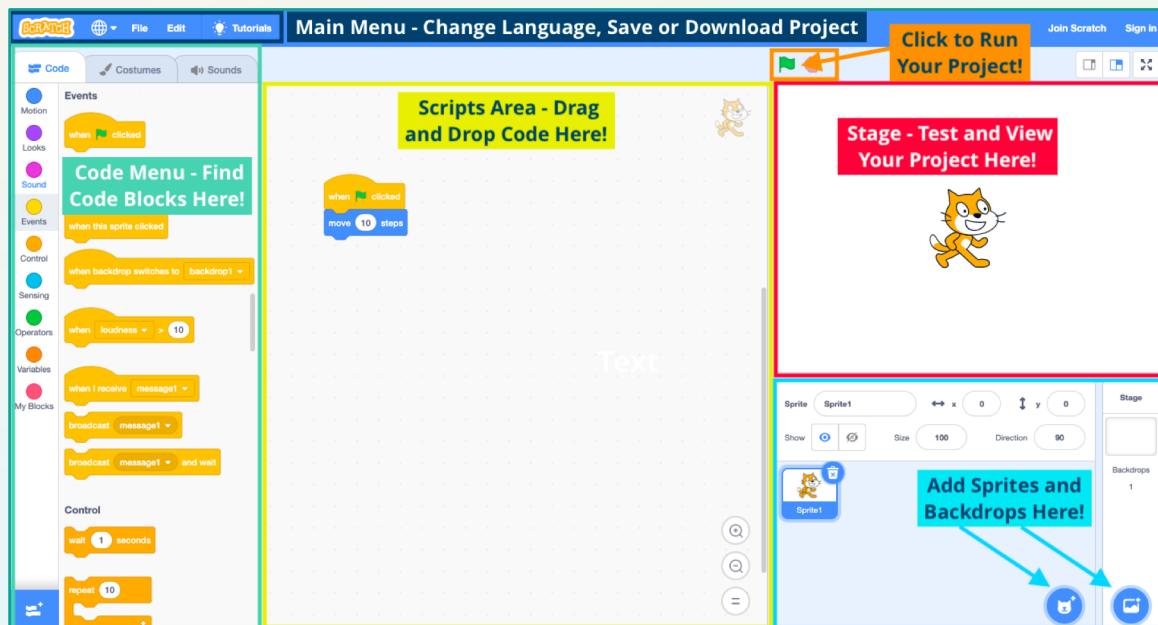 SCRATCH File Edit Tutorials Main Menu - Change Language, Save or Download Project Join Scratch Sign in
Click to Run
Your Project!
Code Costumes Sounds
Motion
Looks
Sound
Events
Control
Sensing
Operators
Variables
My Blocks
Events
when clicked
Code Menu - Find
Code Blocks Here!
when this sprite clicked
when backdrop switches to backdrop1
when loudness > 10
when I receive message1
broadcast message1
broadcast message1 and wait
Control
wait 1 seconds
repeat 10
Scripts Area - Drag
and Drop Code Here!
when clicked
move 10 steps
Text
Stage - Test and View
Your Project Here!
Sprite Sprite1 x 0 y 0
Show Size 100 Direction 90
Sprite1
Stage
Backdrops
1
Add Sprites and
Backdrops Here!